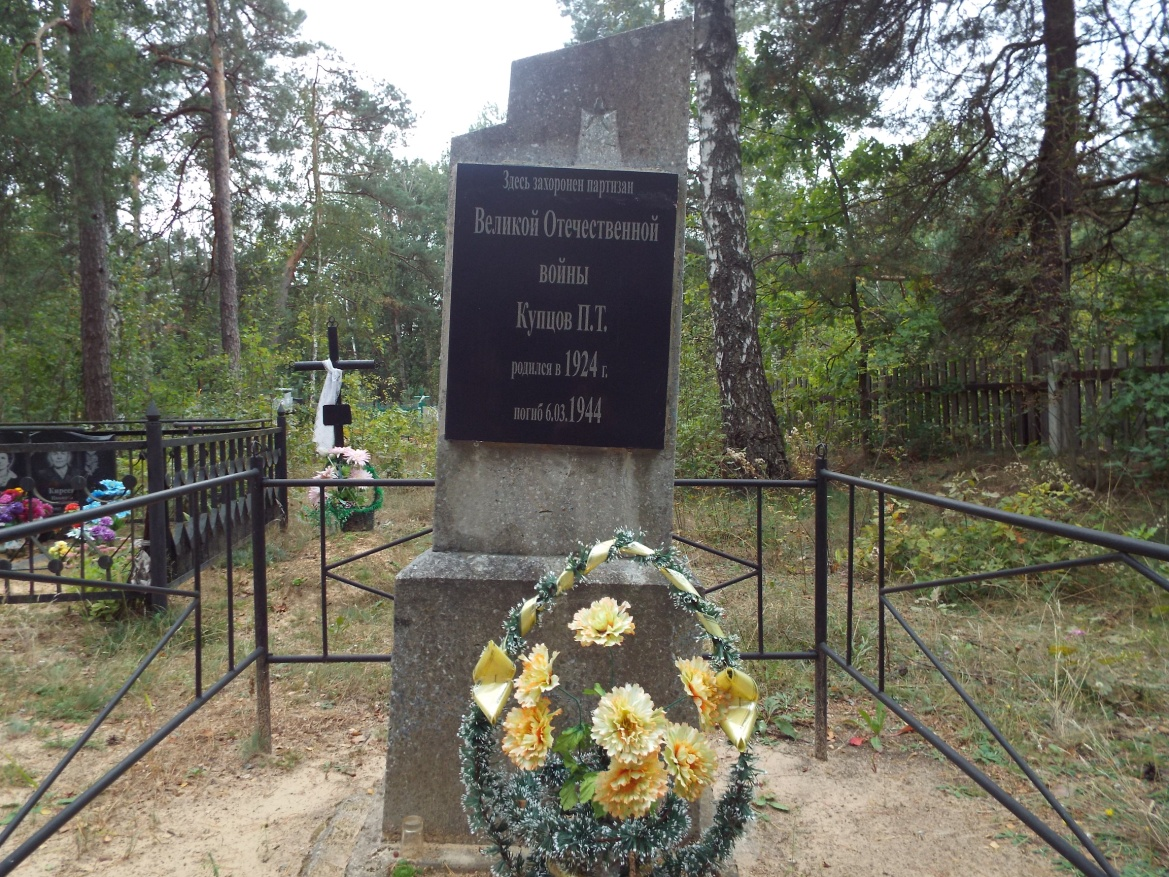 Здесь захоронен партизан
Великой Отечественной
войны
Купцов П.Т.
родился в 1924 г.
погиб 6.03.1944